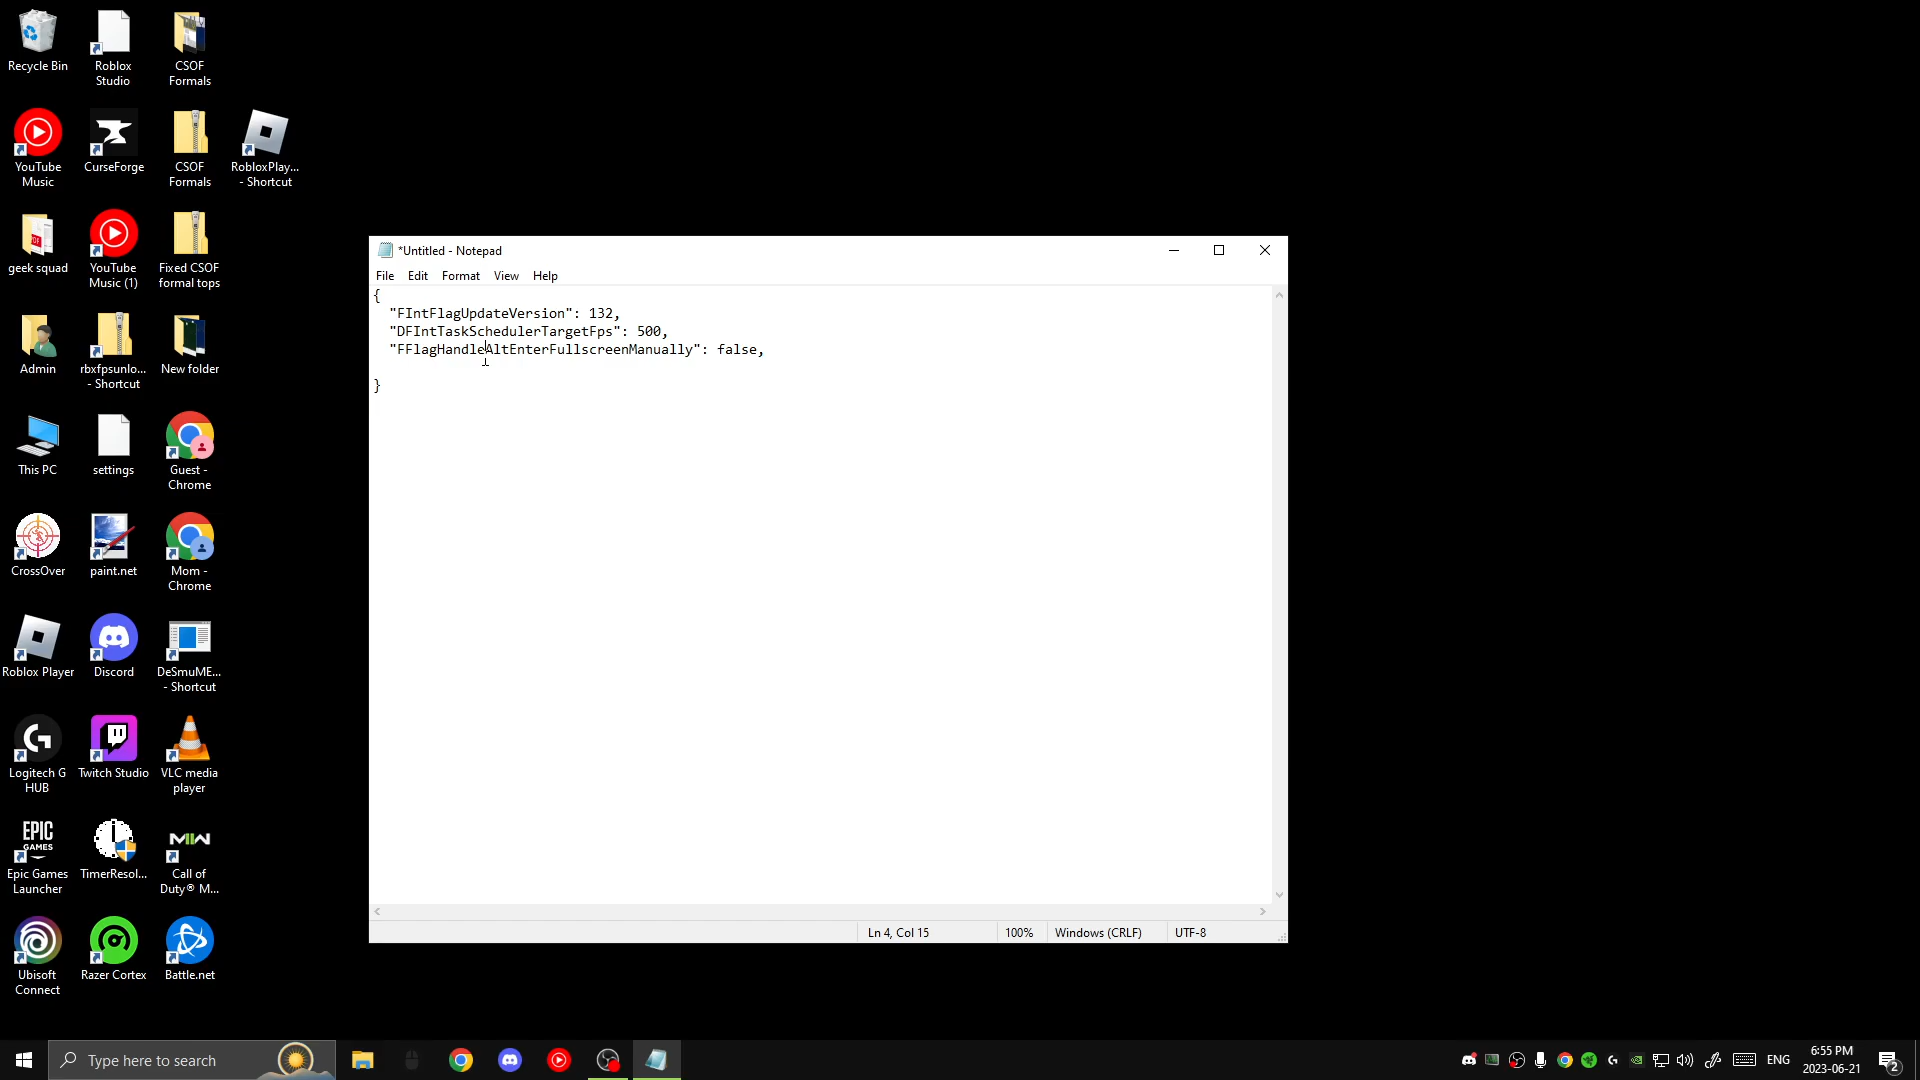 Recycle Bin
Roblox
Studio
CSOF
Formals
YouTube
Music
CurseForge
CSOF
Formals
RobloxPlay...
- Shortcut
geek squad
YouTube
Music (1)
Fixed CSOF
formal tops
Admin
rbxfpsunlo...
- Shortcut
New folder
This PC
settings
Guest -
Chrome
CrossOver
paint.net
Mom -
Chrome
Roblox Player
Discord
DeSmuME...
- Shortcut
Logitech G
HUB
Twitch Studio
VLC media
player
EPIC
GAMES
MWII
Epic Games
Launcher
TimerResol...
Call of
Duty® M...
Ubisoft
Connect
Razer Cortex
Battle.net
*Untitled - Notepad
File Edit Format View Help
{
"FIntFlagUpdateVersion": 132,
"DFIntTaskSchedulerTargetFps": 500,
"FFlagHandleAltEnterFullscreenManually": false,
}
Ln 4, Col 15
100%
Windows (CRLF)
UTF-8
Type here to search
ENG
6:55 PM
2023-06-21
2